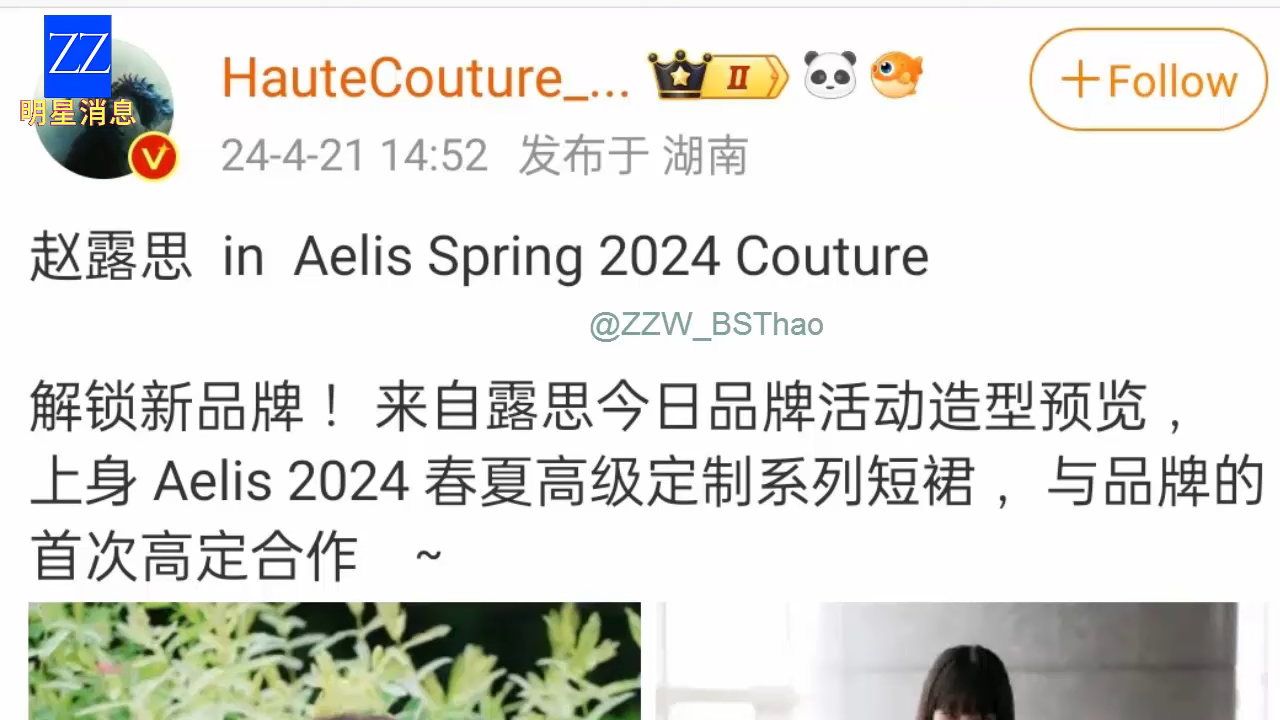 ZZ
明星消息
HauteCouture_... II
+Follow
24-4-21 14:52 发布于 湖南
赵露思 in Aelis Spring 2024 Couture
@ZZW_BSThao
解锁新品牌！来自露思今日品牌活动造型预览，
上身 Aelis 2024 春夏高级定制系列短裙，与品牌的
首次高定合作 ~